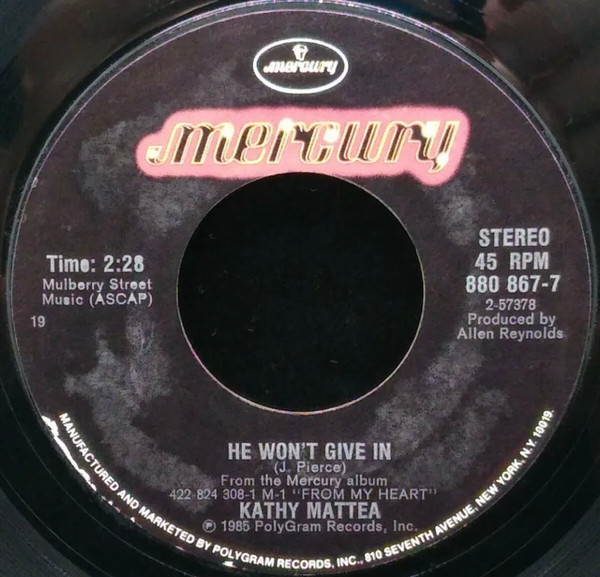 mercury
mercury
Time: 2:28
Mulberry Street
Music (ASCAP)
19
STEREO
45 RPM
880 867-7
2-57378
Produced by
Allen Reynolds
HE WON'T GIVE IN
(J. Pierce)
From the Mercury album
422-824 308-1 M-1 "FROM MY HEART"
KATHY MATTEA
℗ 1985 PolyGram Records, Inc.
MANUFACTURED AND MARKETED BY POLYGRAM RECORDS, INC., 810 SEVENTH AVENUE, NEW YORK, N.Y. 10019.